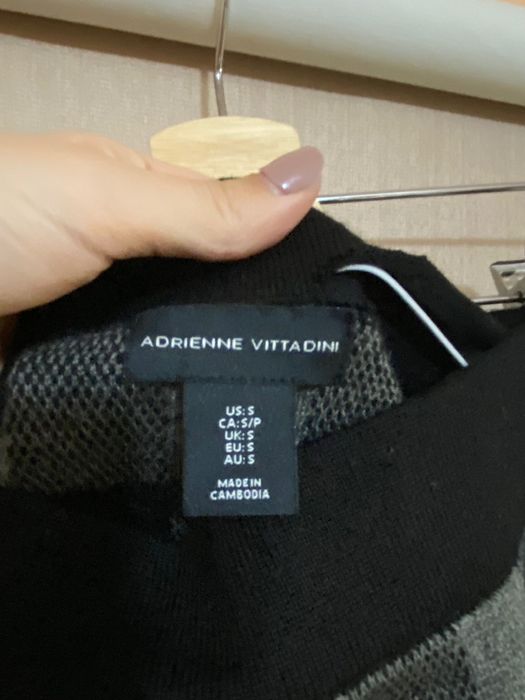 ADRIENNE VITTADINI
US: S
CA: S/P
UK: S
EU: S
AU: S
MADE IN
CAMBODIA